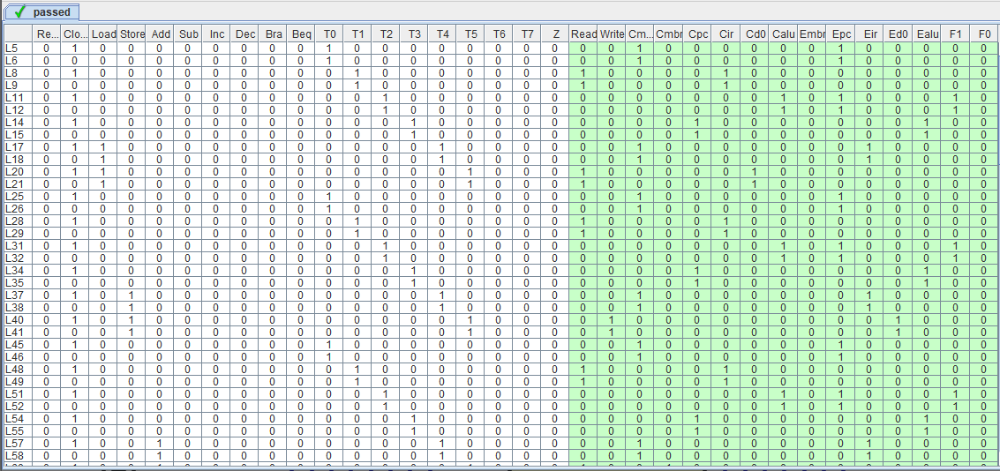 passed
Re... Clo... Load Store Add Sub Inc Dec Bra Beq T0 T1 T2 T3 T4 T5 T6 T7 Z Read Write Cm... Cmbr Cpc Cir Cd0 Calu Embr Epc Eir Ed0 Ealu F1 F0
L5 0 1 0 0 0 0 0 0 0 0 1 0 0 0 0 0 0 0 0 0 0 1 0 0 0 0 0 0 1 0 0 0 0 0
L6 0 0 0 0 0 0 0 0 0 0 1 0 0 0 0 0 0 0 0 0 0 1 0 0 0 0 0 0 1 0 0 0 0 0
L8 0 1 0 0 0 0 0 0 0 0 0 1 0 0 0 0 0 0 0 1 0 0 0 0 1 0 0 0 0 0 0 0 0 0
L9 0 0 0 0 0 0 0 0 0 0 0 1 0 0 0 0 0 0 0 1 0 0 0 0 1 0 0 0 0 0 0 0 0 0
L11 0 1 0 0 0 0 0 0 0 0 0 0 1 0 0 0 0 0 0 0 0 0 0 0 0 0 1 0 1 0 0 0 1 0
L12 0 0 0 0 0 0 0 0 0 0 0 0 1 0 0 0 0 0 0 0 0 0 0 0 0 0 1 0 1 0 0 0 1 0
L14 0 1 0 0 0 0 0 0 0 0 0 0 0 1 0 0 0 0 0 0 0 0 0 1 0 0 0 0 0 0 0 1 0 0
L15 0 0 0 0 0 0 0 0 0 0 0 0 0 1 0 0 0 0 0 0 0 0 0 1 0 0 0 0 0 0 0 1 0 0
L17 0 1 1 0 0 0 0 0 0 0 0 0 0 0 1 0 0 0 0 0 0 1 0 0 0 0 0 0 0 1 0 0 0 0
L18 0 0 1 0 0 0 0 0 0 0 0 0 0 0 1 0 0 0 0 0 0 1 0 0 0 0 0 0 0 1 0 0 0 0
L20 0 1 1 0 0 0 0 0 0 0 0 0 0 0 0 1 0 0 0 1 0 0 0 0 0 1 0 0 0 0 0 0 0 0
L21 0 0 1 0 0 0 0 0 0 0 0 0 0 0 0 1 0 0 0 1 0 0 0 0 0 1 0 0 0 0 0 0 0 0
L25 0 1 0 0 0 0 0 0 0 0 1 0 0 0 0 0 0 0 0 0 0 1 0 0 0 0 0 0 1 0 0 0 0 0
L26 0 0 0 0 0 0 0 0 0 0 1 0 0 0 0 0 0 0 0 0 0 1 0 0 0 0 0 0 1 0 0 0 0 0
L28 0 1 0 0 0 0 0 0 0 0 0 1 0 0 0 0 0 0 0 1 0 0 0 0 1 0 0 0 0 0 0 0 0 0
L29 0 0 0 0 0 0 0 0 0 0 0 1 0 0 0 0 0 0 0 1 0 0 0 0 1 0 0 0 0 0 0 0 0 0
L31 0 1 0 0 0 0 0 0 0 0 0 0 1 0 0 0 0 0 0 0 0 0 0 0 0 0 1 0 1 0 0 0 1 0
L32 0 0 0 0 0 0 0 0 0 0 0 0 1 0 0 0 0 0 0 0 0 0 0 0 0 0 1 0 1 0 0 0 1 0
L34 0 1 0 0 0 0 0 0 0 0 0 0 0 1 0 0 0 0 0 0 0 0 0 1 0 0 0 0 0 0 0 1 0 0
L35 0 0 0 0 0 0 0 0 0 0 0 0 0 1 0 0 0 0 0 0 0 0 0 1 0 0 0 0 0 0 0 1 0 0
L37 0 1 0 1 0 0 0 0 0 0 0 0 0 0 1 0 0 0 0 0 0 1 0 0 0 0 0 0 0 1 0 0 0 0
L38 0 0 0 1 0 0 0 0 0 0 0 0 0 0 1 0 0 0 0 0 0 1 0 0 0 0 0 0 0 1 0 0 0 0
L40 0 1 0 1 0 0 0 0 0 0 0 0 0 0 0 1 0 0 0 0 1 0 0 0 0 0 0 0 0 0 1 0 0 0
L41 0 0 0 1 0 0 0 0 0 0 0 0 0 0 0 1 0 0 0 0 1 0 0 0 0 0 0 0 0 0 1 0 0 0
L45 0 1 0 0 0 0 0 0 0 0 1 0 0 0 0 0 0 0 0 0 0 1 0 0 0 0 0 0 1 0 0 0 0 0
L46 0 0 0 0 0 0 0 0 0 0 1 0 0 0 0 0 0 0 0 0 0 1 0 0 0 0 0 0 1 0 0 0 0 0
L48 0 1 0 0 0 0 0 0 0 0 0 1 0 0 0 0 0 0 0 1 0 0 0 0 1 0 0 0 0 0 0 0 0 0
L49 0 0 0 0 0 0 0 0 0 0 0 1 0 0 0 0 0 0 0 1 0 0 0 0 1 0 0 0 0 0 0 0 0 0
L51 0 1 0 0 0 0 0 0 0 0 0 0 1 0 0 0 0 0 0 0 0 0 0 0 0 0 1 0 1 0 0 0 1 0
L52 0 0 0 0 0 0 0 0 0 0 0 0 1 0 0 0 0 0 0 0 0 0 0 0 0 0 1 0 1 0 0 0 1 0
L54 0 1 0 0 0 0 0 0 0 0 0 0 0 1 0 0 0 0 0 0 0 0 0 1 0 0 0 0 0 0 0 1 0 0
L55 0 0 0 0 0 0 0 0 0 0 0 0 0 1 0 0 0 0 0 0 0 0 0 1 0 0 0 0 0 0 0 1 0 0
L57 0 1 0 0 1 0 0 0 0 0 0 0 0 0 1 0 0 0 0 0 0 1 0 0 0 0 0 0 0 1 0 0 0 0
L58 0 0 0 0 1 0 0 0 0 0 0 0 0 0 1 0 0 0 0 0 0 1 0 0 0 0 0 0 0 1 0 0 0 0